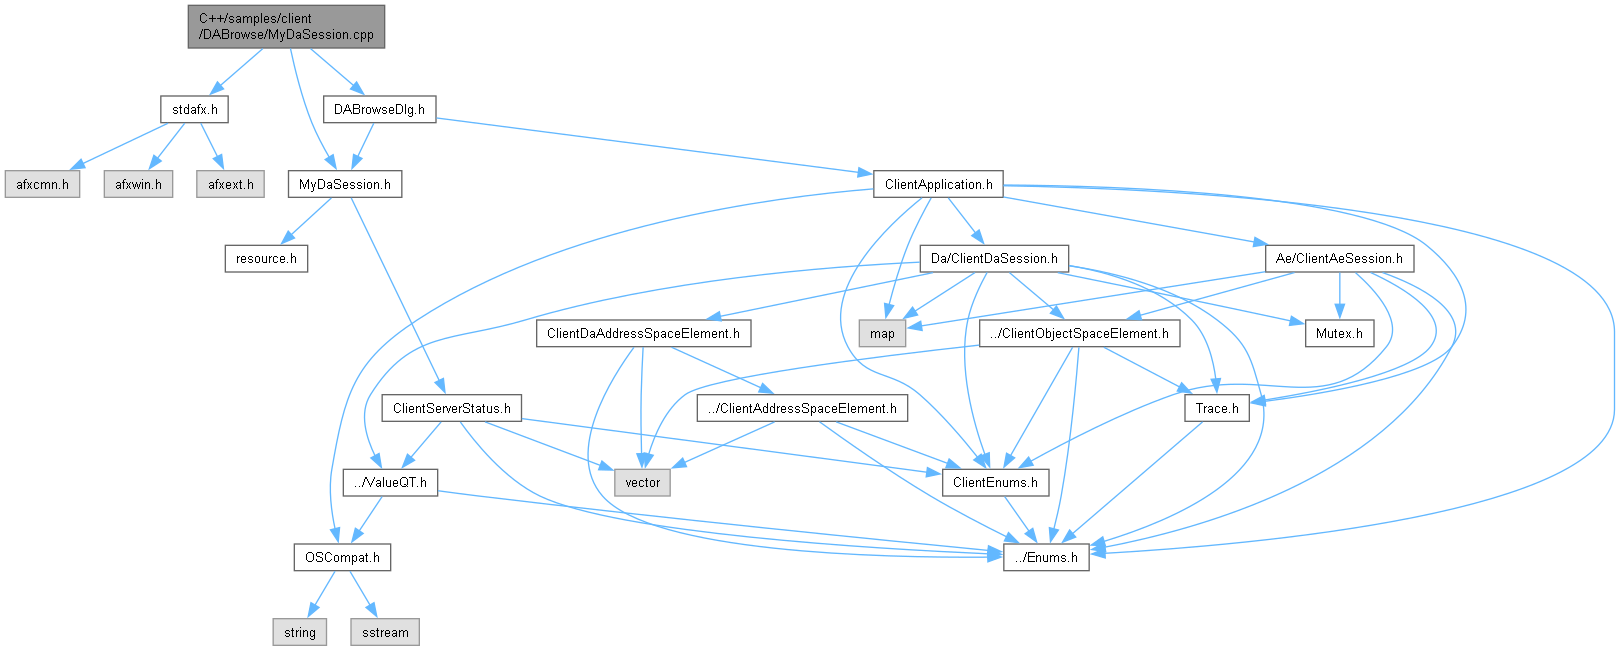 C++/samples/client
/DABrowse/MyDaSession.cpp
stdafx.h
DABrowseDlg.h
afxcmn.h
afxwin.h
afxext.h
MyDaSession.h
ClientApplication.h
resource.h
Da/ClientDaSession.h
Ae/ClientAeSession.h
ClientDaAddressSpaceElement.h
map
../ClientObjectSpaceElement.h
Mutex.h
ClientServerStatus.h
../ClientAddressSpaceElement.h
Trace.h
../ValueQT.h
vector
ClientEnums.h
OSCompat.h
../Enums.h
string
sstream